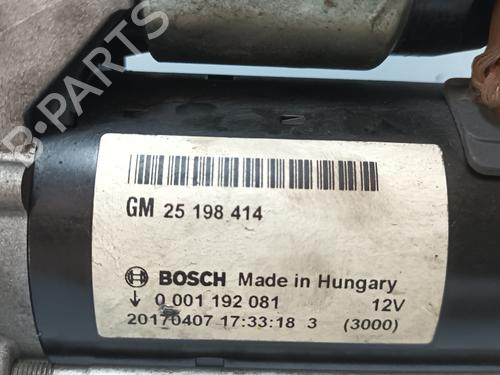 B-PARTS
GM 25 198 414
BOSCH Made in Hungary
↓ 0 001 192 081 12V
20170407 17:33:18 3 (3000)